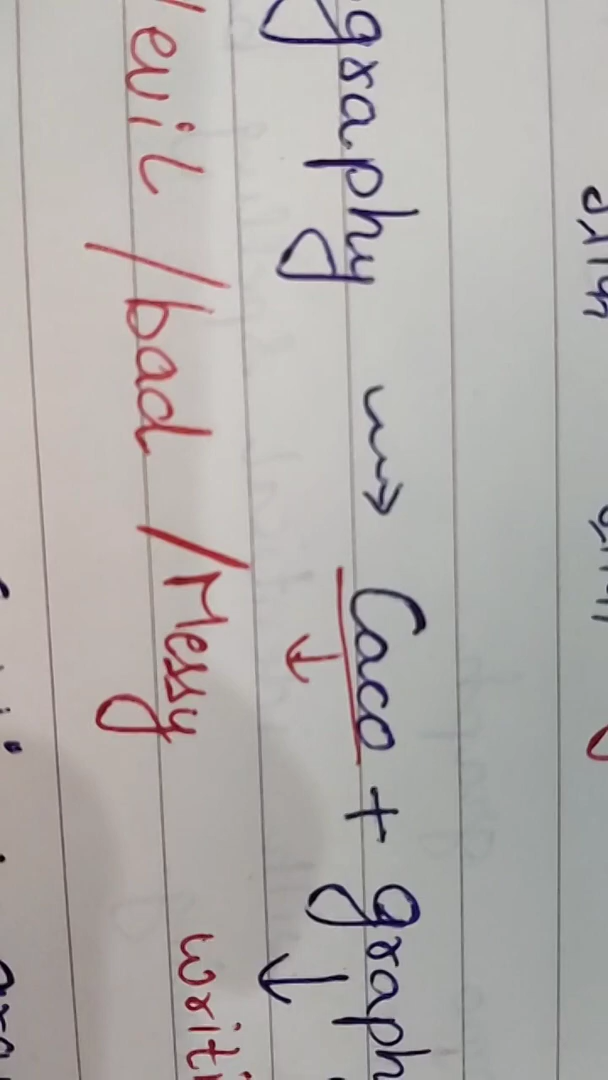 graphy → Caco + graph
↓ ↓
evil / bad / Messy writi